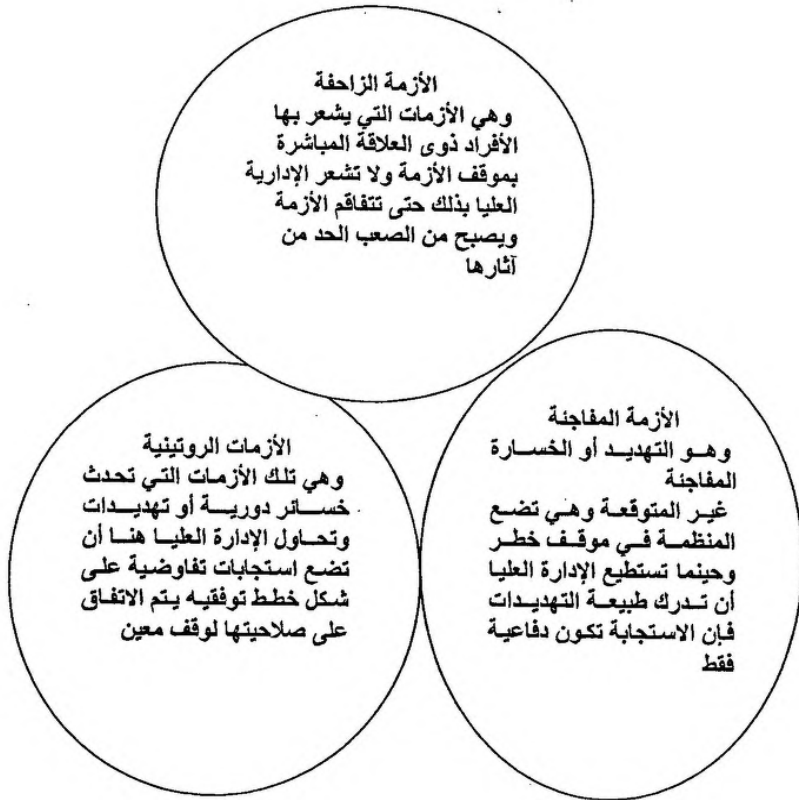 الأزمة الزاحفة
وهي الأزمات التي يشعر بها
الأفراد ذوى العلاقة المباشرة
بموقف الأزمة ولا تشعر الإدارية
العليا بذلك حتى تتفاقم الأزمة
ويصبح من الصعب الحد من
آثارها
الأزمة المفاجئة
وهو التهديد أو الخسارة
المفاجئة
غير المتوقعة وهي تضع
المنظمة في موقف خطر
وحينما تستطيع الإدارة العليا
أن تدرك طبيعة التهديدات
فإن الاستجابة تكون دفاعية
فقط
الأزمات الروتينية
وهي تلك الأزمات التي تحدث
خسائر دورية أو تهديدات
وتحاول الإدارة العليا هنا أن
تضع استجابات تفاوضية على
شكل خطط توفقيه يتم الاتفاق
على صلاحيتها لوقف معين